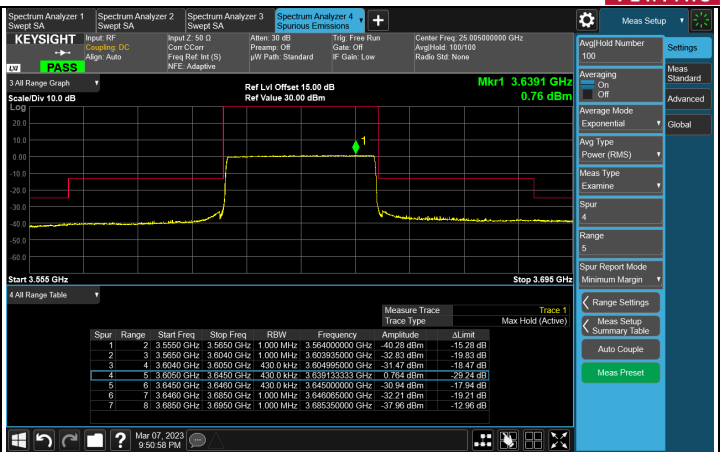 Spectrum Analyzer 1
Swept SA
Spectrum Analyzer 2
Swept SA
Spectrum Analyzer 3
Swept SA
Spectrum Analyzer 4
Spurious Emissions
Meas Setup
KEYSIGHT
Input: RF
Coupling: DC
Align: Auto
Input Z: 50 Ω
Corr CCorr
Freq Ref: Int (S)
NFE: Adaptive
Atten: 30 dB
Preamp: Off
µW Path: Standard
Trig: Free Run
Gate: Off
IF Gain: Low
Center Freq: 25.005000000 GHz
Avg|Hold: 100/100
Radio Std: None
LXI
PASS
3 All Range Graph
Ref Lvl Offset 15.00 dB
Mkr1 3.6391 GHz
Scale/Div 10.0 dB
Ref Value 30.00 dBm
0.76 dBm
Log
20.0
10.0
0.00
-10.0
-20.0
-30.0
-40.0
-50.0
-60.0
1
Start 3.555 GHz
Stop 3.695 GHz
4 All Range Table
Measure Trace Trace 1
Trace Type Max Hold (Active)
Spur Range Start Freq Stop Freq RBW Frequency Amplitude ΔLimit
1 2 3.5550 GHz 3.5650 GHz 1.000 MHz 3.564000000 GHz -40.28 dBm -15.28 dB
2 3 3.5650 GHz 3.6040 GHz 1.000 MHz 3.603935000 GHz -32.83 dBm -19.83 dB
3 4 3.6040 GHz 3.6050 GHz 430.0 kHz 3.604995000 GHz -31.47 dBm -18.47 dB
4 5 3.6050 GHz 3.6450 GHz 430.0 kHz 3.639133333 GHz 0.764 dBm -29.24 dB
5 6 3.6450 GHz 3.6460 GHz 430.0 kHz 3.645000000 GHz -30.94 dBm -17.94 dB
6 7 3.6460 GHz 3.6850 GHz 1.000 MHz 3.646065000 GHz -32.21 dBm -19.21 dB
7 8 3.6850 GHz 3.6950 GHz 1.000 MHz 3.685350000 GHz -37.96 dBm -12.96 dB
Avg|Hold Number
100
Averaging
On
Off
Average Mode
Exponential
Avg Type
Power (RMS)
Meas Type
Examine
Spur
4
Range
5
Spur Report Mode
Minimum Margin
Range Settings
Meas Setup
Summary Table
Auto Couple
Meas Preset
Settings
Meas
Standard
Advanced
Global
?
Mar 07, 2023
9:50:58 PM